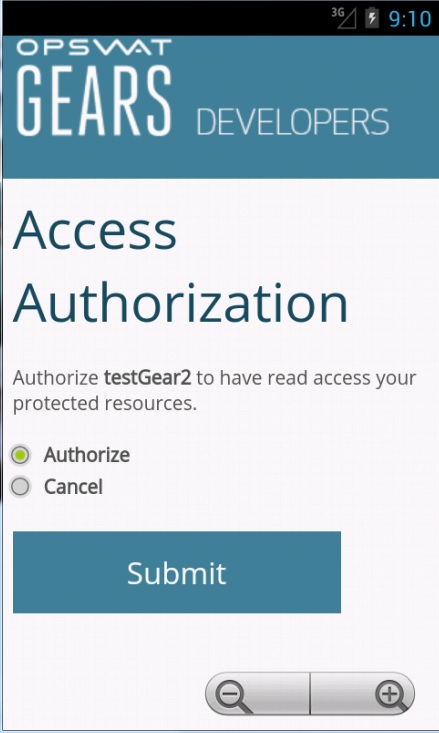 3G 9:10
OPSWAT
GEARS DEVELOPERS
Access
Authorization
Authorize testGear2 to have read access your
protected resources.
Authorize
Cancel
Submit